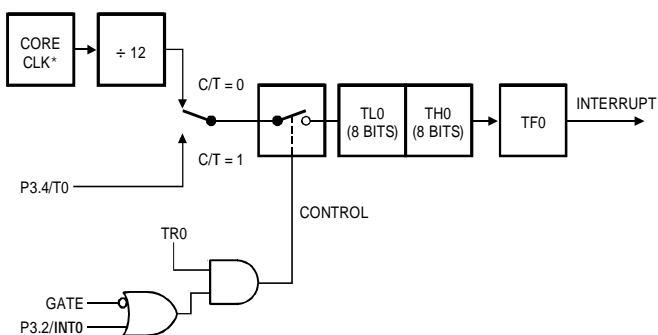 CORE
CLK*
÷ 12
C/T = 0
TL0
(8 BITS)
TH0
(8 BITS)
TF0
INTERRUPT
C/T = 1
P3.4/T0
CONTROL
TR0
GATE
P3.2/INT0